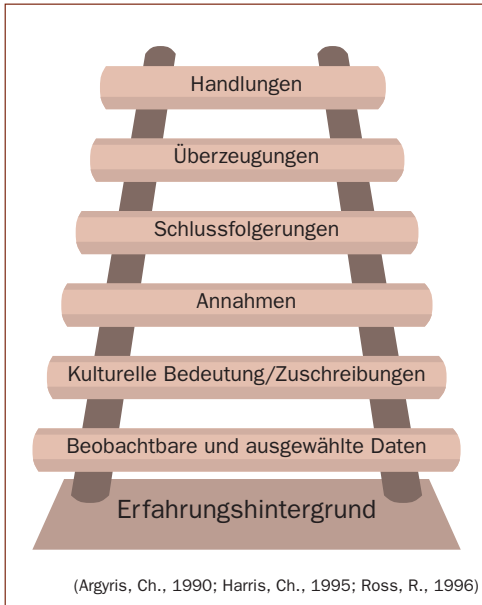 Handlungen
Überzeugungen
Schlussfolgerungen
Annahmen
Kulturelle Bedeutung/Zuschreibungen
Beobachtbare und ausgewählte Daten
Erfahrungshintergrund
(Argyris, Ch., 1990; Harris, Ch., 1995; Ross, R., 1996)